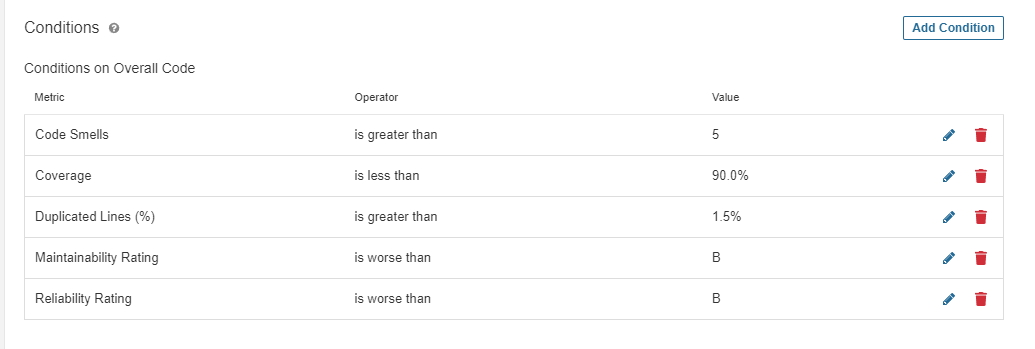 Conditions ?
Add Condition
Conditions on Overall Code
Metric Operator Value
Code Smells is greater than 5
Coverage is less than 90.0%
Duplicated Lines (%) is greater than 1.5%
Maintainability Rating is worse than B
Reliability Rating is worse than B